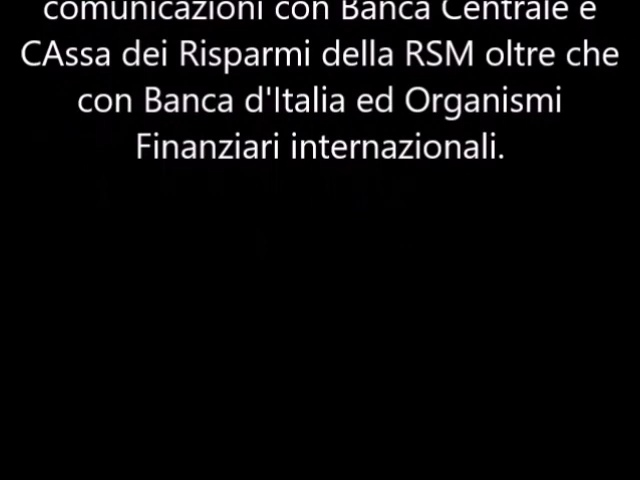 comunicazioni con Banca Centrale e
CAssa dei Risparmi della RSM oltre che
con Banca d'Italia ed Organismi
Finanziari internazionali.